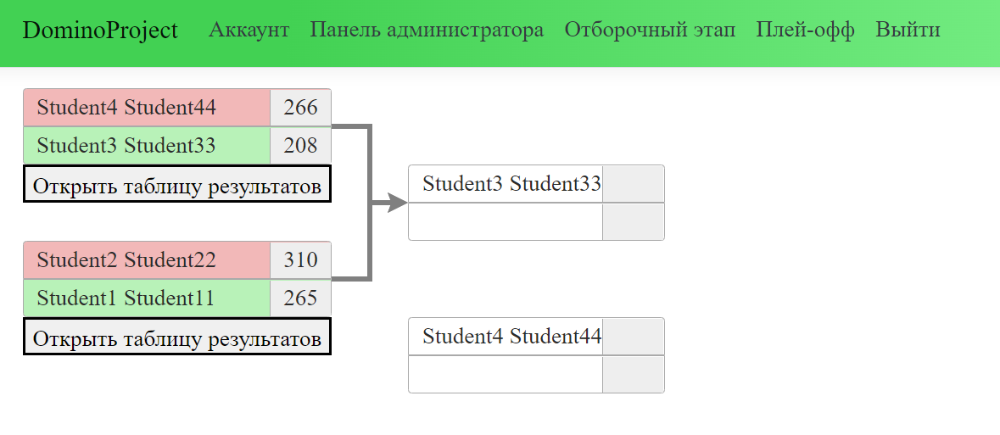 DominoProject Аккаунт Панель администратора Отборочный этап Плей-офф Выйти
Student4 Student44 266
Student3 Student33 208
Открыть таблицу результатов
Student3 Student33
Student2 Student22 310
Student1 Student11 265
Открыть таблицу результатов
Student4 Student44